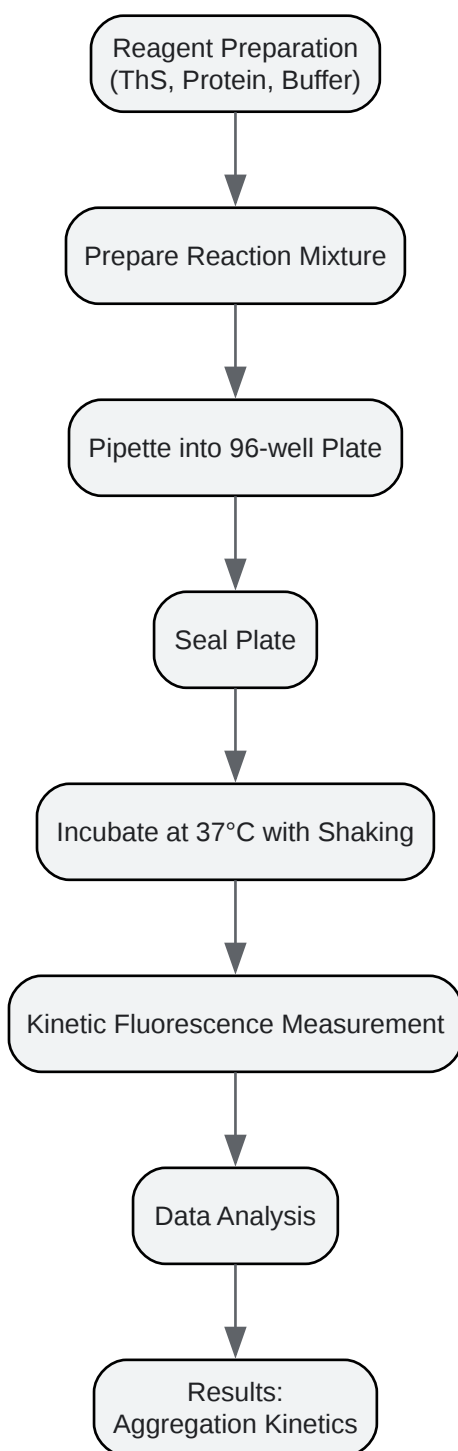 Reagent Preparation
(ThS, Protein, Buffer)
Prepare Reaction Mixture
Pipette into 96-well Plate
Seal Plate
Incubate at 37°C with Shaking
Kinetic Fluorescence Measurement
Data Analysis
Results:
Aggregation Kinetics